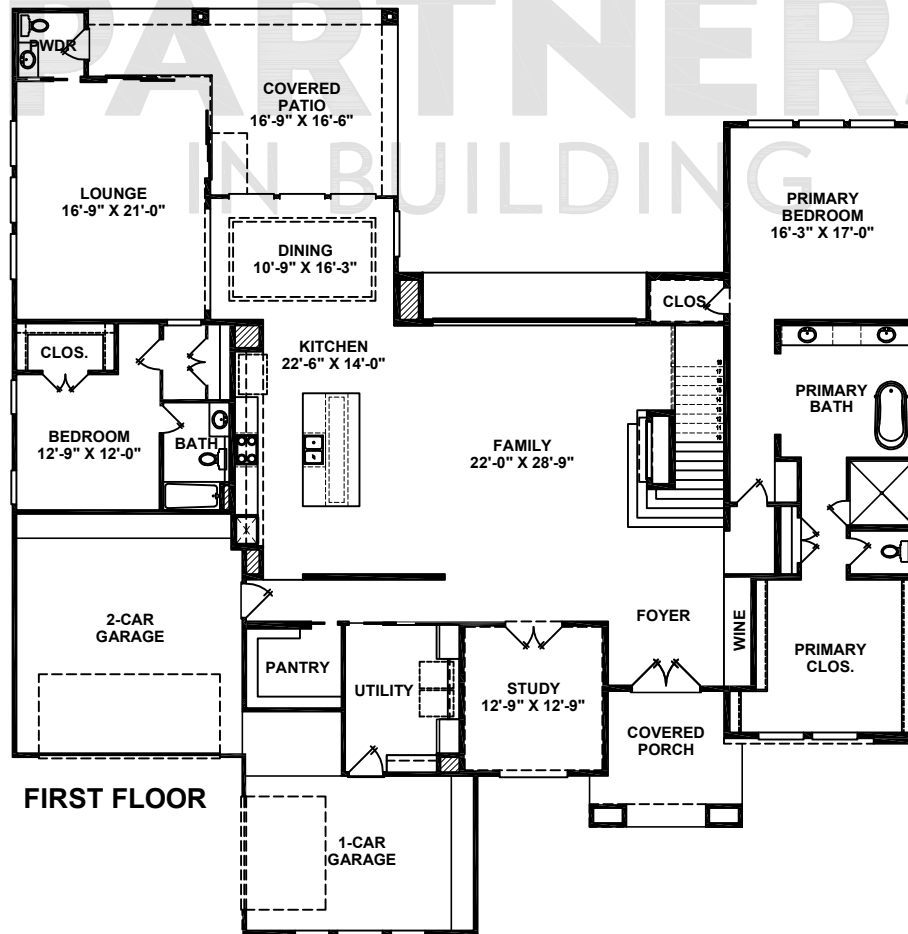 PARTNERS
IN BUILDING
PWDR
COVERED
PATIO
16'-9" X 16'-6"
LOUNGE
16'-9" X 21'-0"
PRIMARY
BEDROOM
16'-3" X 17'-0"
DINING
10'-9" X 16'-3"
CLOS.
KITCHEN
22'-6" X 14'-0"
CLOS.
PRIMARY
BATH
BEDROOM
12'-9" X 12'-0"
BATH
FAMILY
22'-0" X 28'-9"
2-CAR
GARAGE
FOYER
WINE
PANTRY
UTILITY
STUDY
12'-9" X 12'-9"
PRIMARY
CLOS.
COVERED
PORCH
FIRST FLOOR
1-CAR
GARAGE